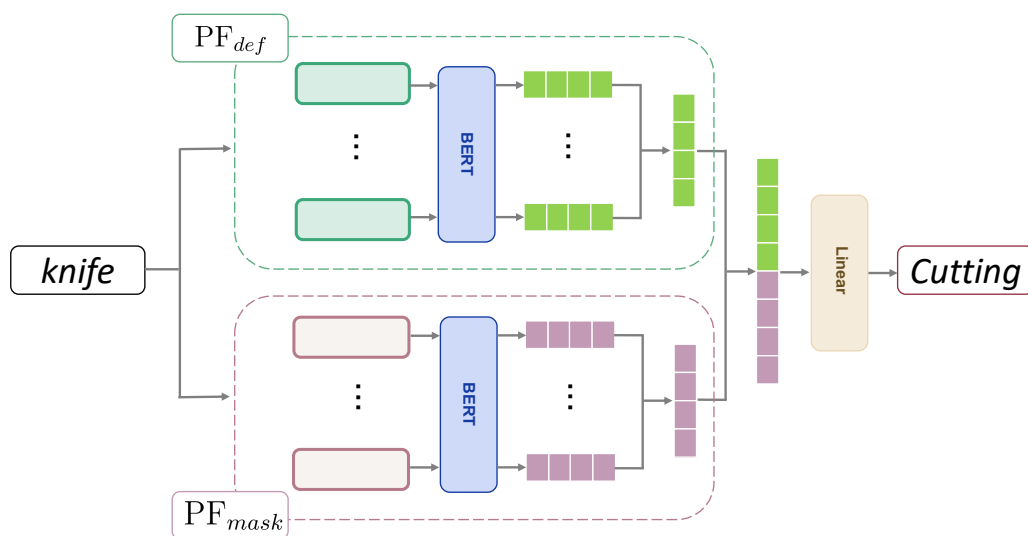 PF_def
BERT
knife
Linear
Cutting
BERT
PF_mask